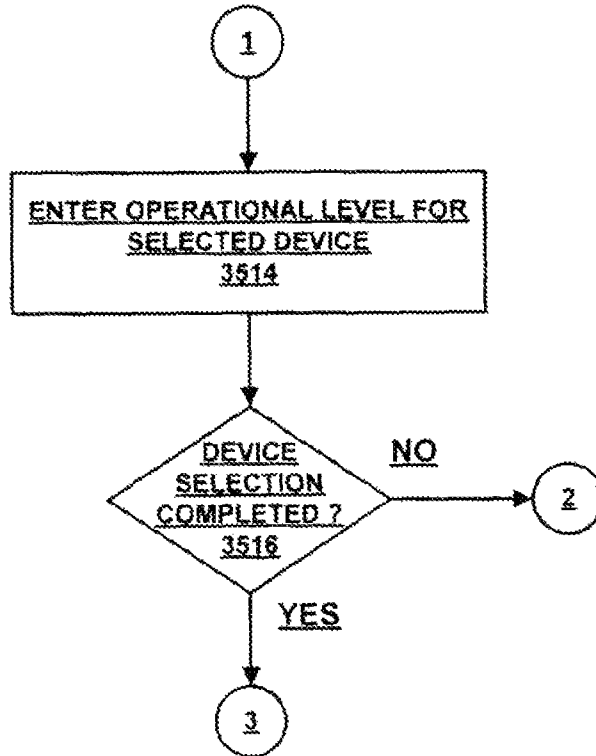 1
ENTER OPERATIONAL LEVEL FOR
SELECTED DEVICE
3514
DEVICE
SELECTION
COMPLETED ?
3516
NO
2
YES
3